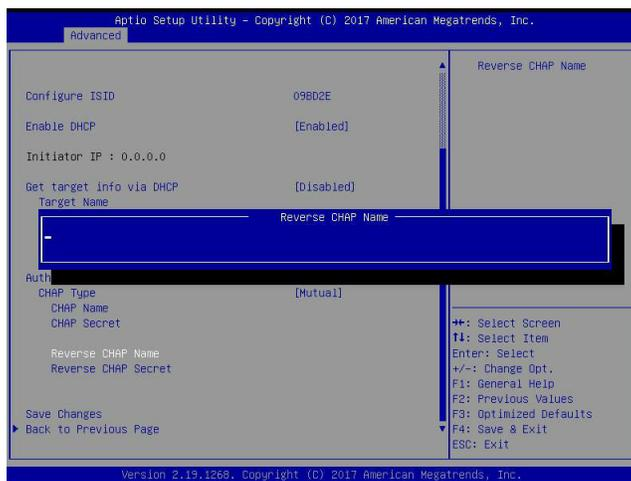 Aptio Setup Utility – Copyright (C) 2017 American Megatrends, Inc.
Advanced
Configure ISID 09BD2E
Enable DHCP [Enabled]
Initiator IP : 0.0.0.0
Get target info via DHCP [Disabled]
Target Name
Reverse CHAP Name
Auth
CHAP Type [Mutual]
CHAP Name
CHAP Secret
Reverse CHAP Name
Reverse CHAP Secret
Save Changes
Back to Previous Page
Reverse CHAP Name
→←: Select Screen
↑↓: Select Item
Enter: Select
+/-: Change Opt.
F1: General Help
F2: Previous Values
F3: Optimized Defaults
F4: Save & Exit
ESC: Exit
Version 2.19.1268. Copyright (C) 2017 American Megatrends, Inc.